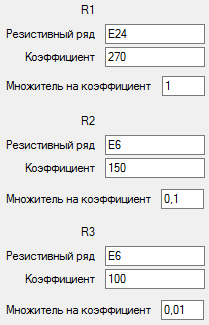 R1
Резистивный ряд E24
Коэффициент 270
Множитель на коэффициент 1
R2
Резистивный ряд E6
Коэффициент 150
Множитель на коэффициент 0,1
R3
Резистивный ряд E6
Коэффициент 100
Множитель на коэффициент 0,01